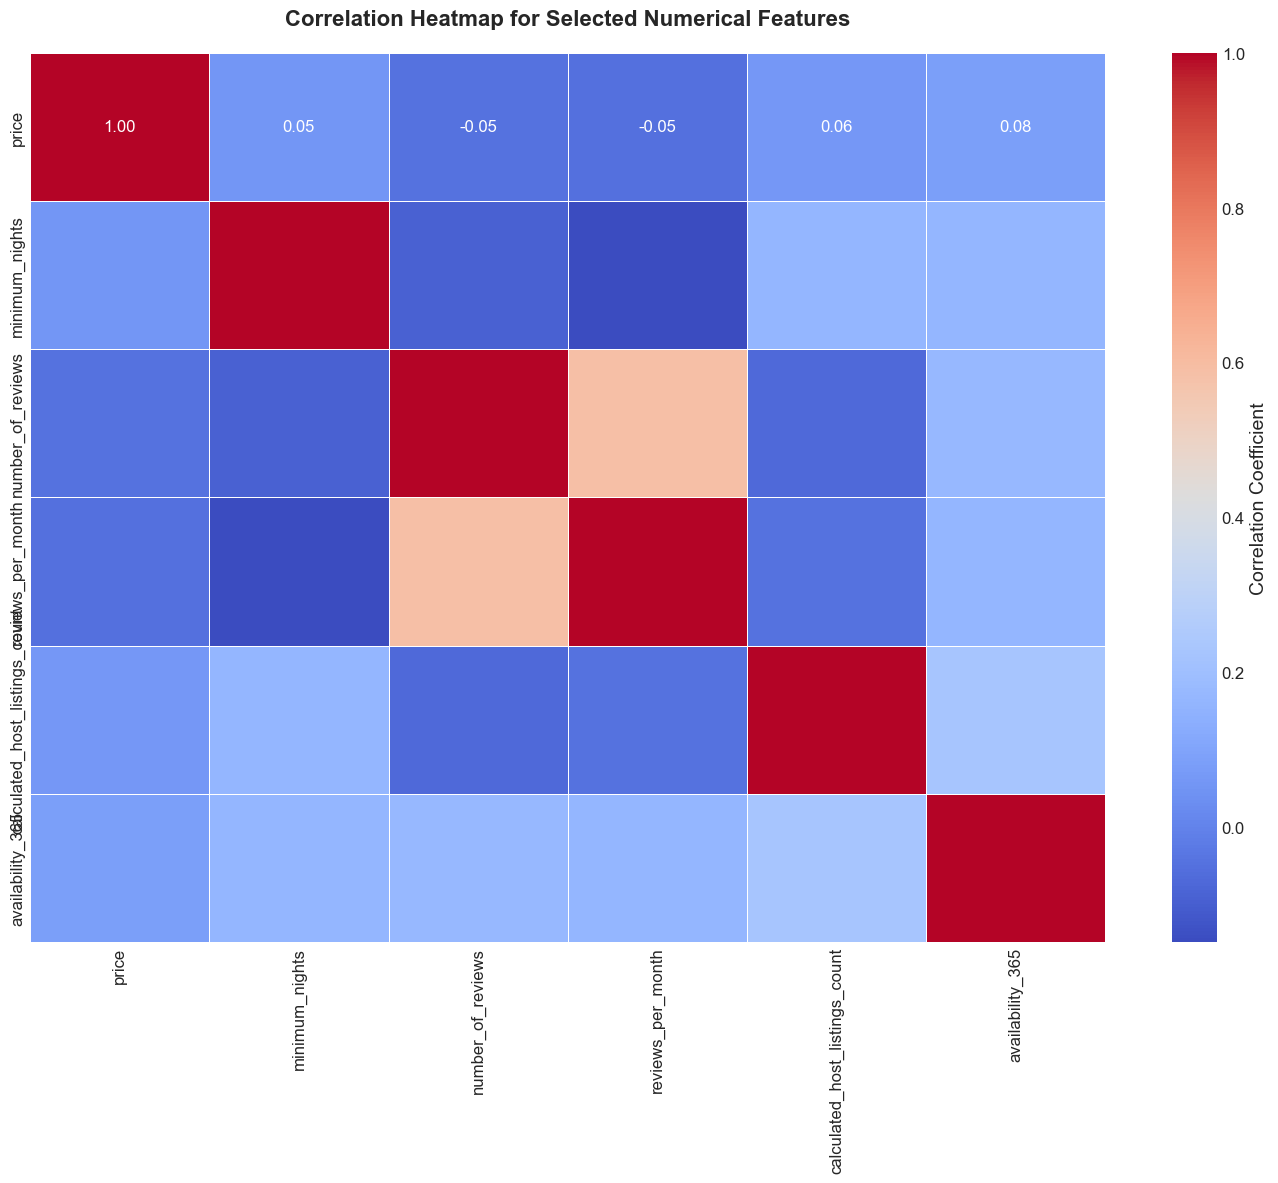 Correlation Heatmap for Selected Numerical Features
price
1.00 0.05 -0.05 -0.05 0.06 0.08
minimum_nights
number_of_reviews
reviews_per_month
calculated_host_listings_count
availability_365
price
minimum_nights
number_of_reviews
reviews_per_month
calculated_host_listings_count
availability_365
1.0
0.8
0.6
0.4
0.2
0.0
Correlation Coefficient